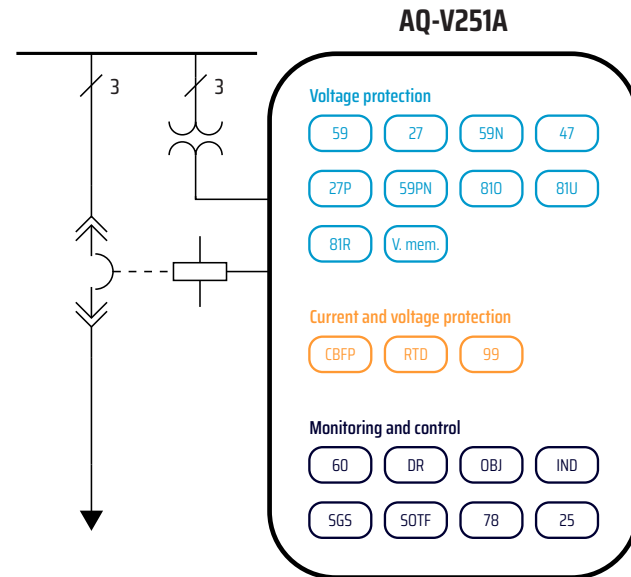 AQ-V251A
3
3
Voltage protection
59 27 59N 47
27P 59PN 81O 81U
81R V. mem.
Current and voltage protection
CBFP RTD 99
Monitoring and control
60 DR OBJ IND
SGS SOTF 78 25